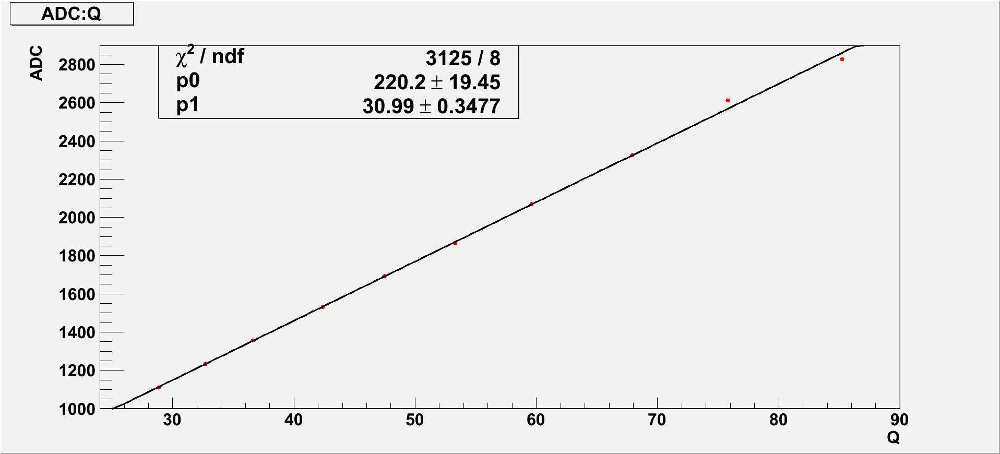 ADC:Q
ADC
χ2 / ndf 3125 / 8
p0 220.2 ± 19.45
p1 30.99 ± 0.3477
2800
2600
2400
2200
2000
1800
1600
1400
1200
1000
30 40 50 60 70 80 90
Q